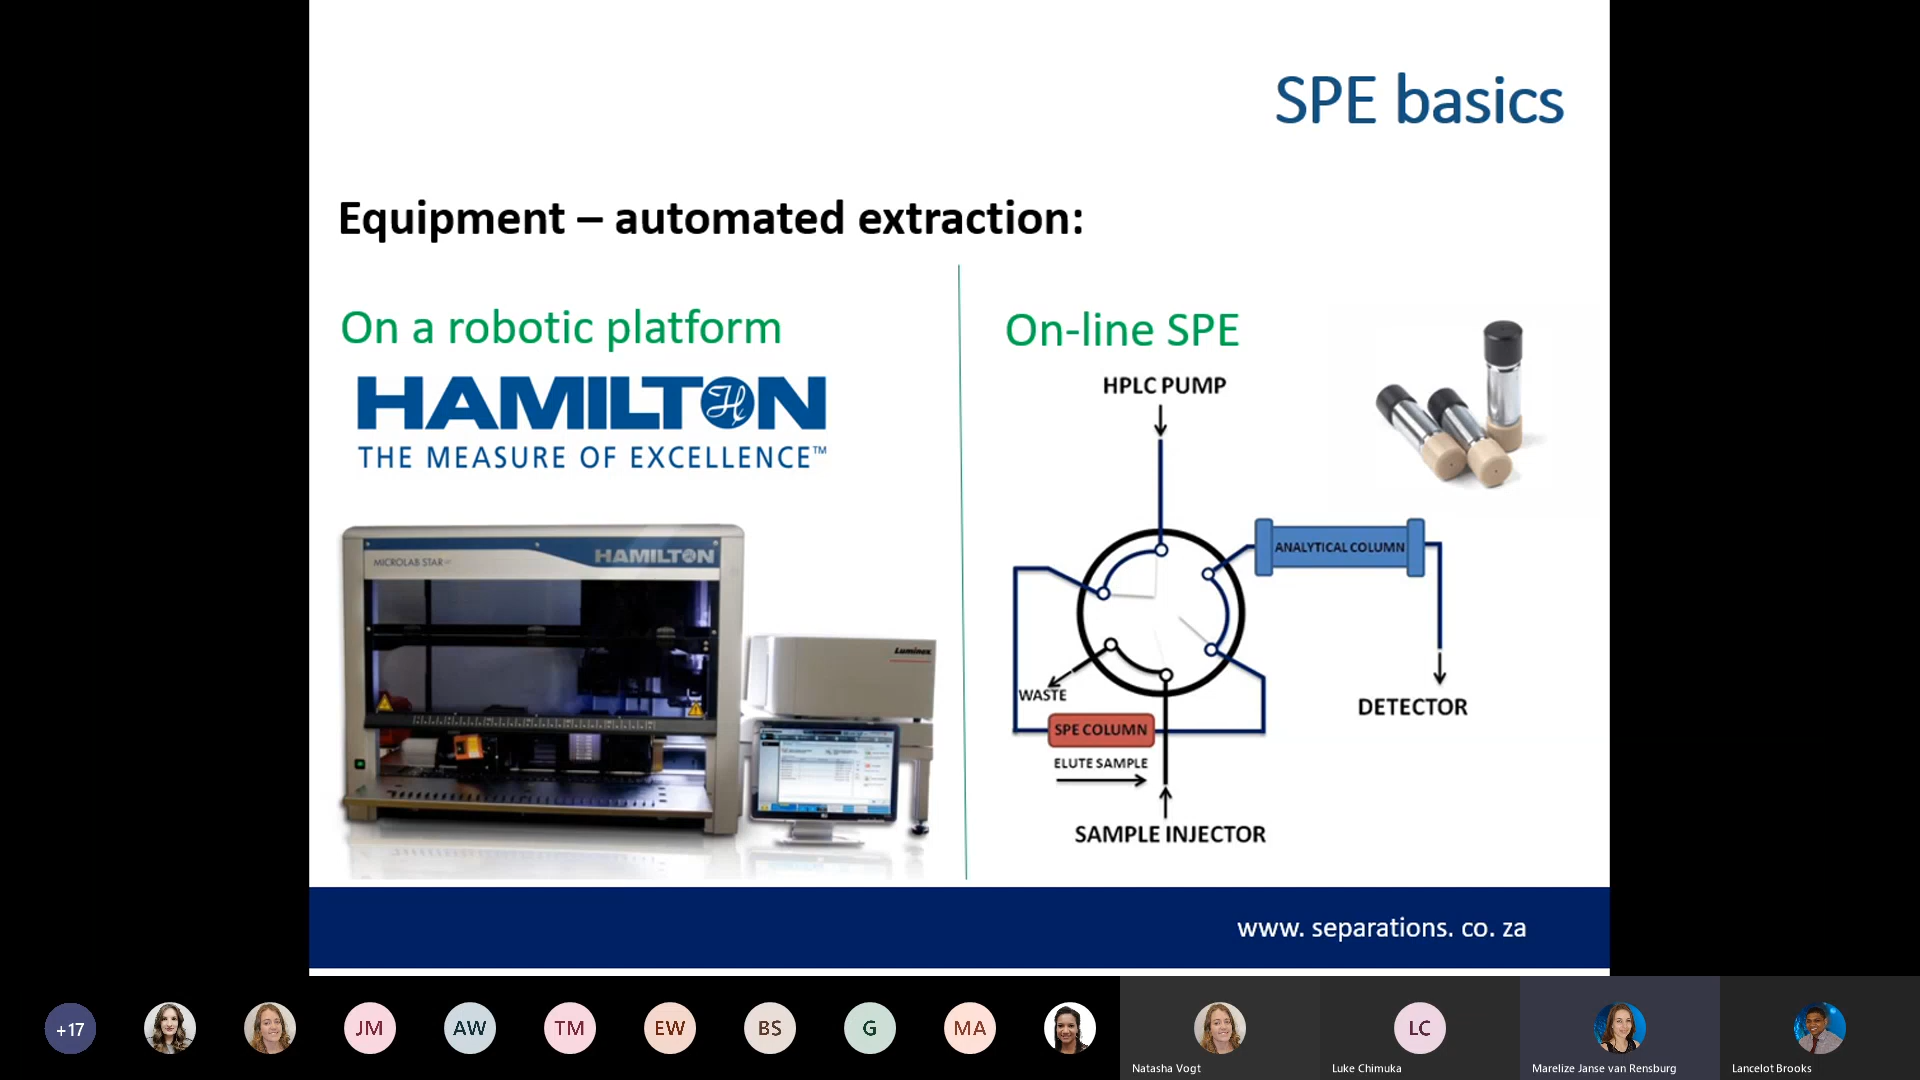 SPE basics
Equipment – automated extraction:
On a robotic platform
HAMILTON
THE MEASURE OF EXCELLENCE™
MICROLAB STAR
HAMILTON
Luminex
On-line SPE
HPLC PUMP
ANALYTICAL COLUMN
WASTE
SPE COLUMN
ELUTE SAMPLE
DETECTOR
SAMPLE INJECTOR
www. separations. co. za
+17
JM
AW
TM
EW
BS
G
MA
LC
Natasha Vogt
Luke Chimuka
Marelize Janse van Rensburg
Lancelot Brooks